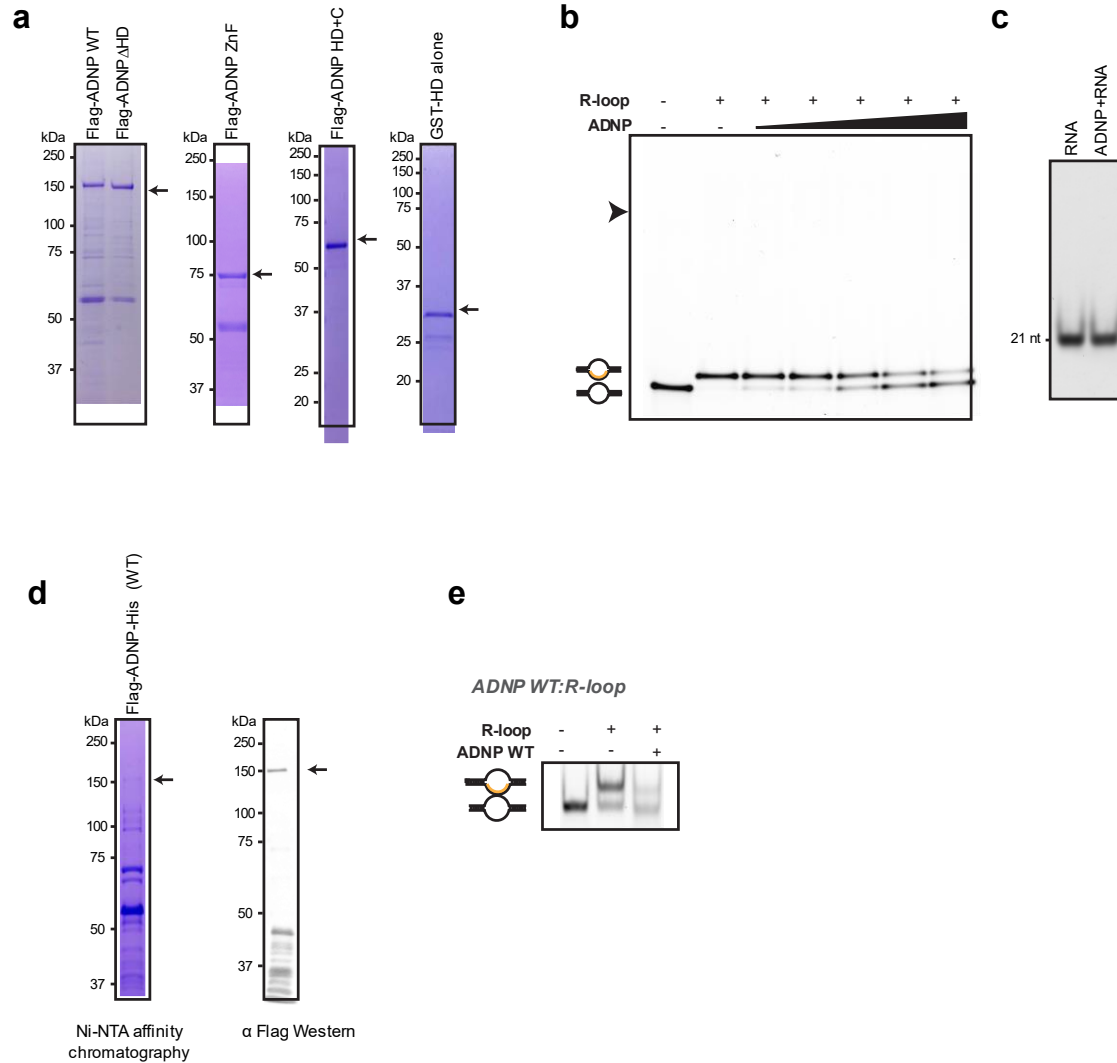 a
kDa
Flag-ADNP WT
Flag-ADNPΔHD
250
150
100
75
50
37
kDa
Flag-ADNP ZnF
250
150
100
75
50
37
kDa
Flag-ADNP HD+C
250
150
100
75
50
37
25
20
kDa
GST-HD alone
250
150
100
75
50
37
25
20
b
R-loop - + + + + + +
ADNP - -
c
RNA
ADNP+RNA
21 nt
d
kDa
Flag-ADNP-His (WT)
250
150
100
75
50
37
Ni-NTA affinity
chromatography
kDa
250
150
100
75
50
37
α Flag Western
e
ADNP WT:R-loop
R-loop - + +
ADNP WT - - +